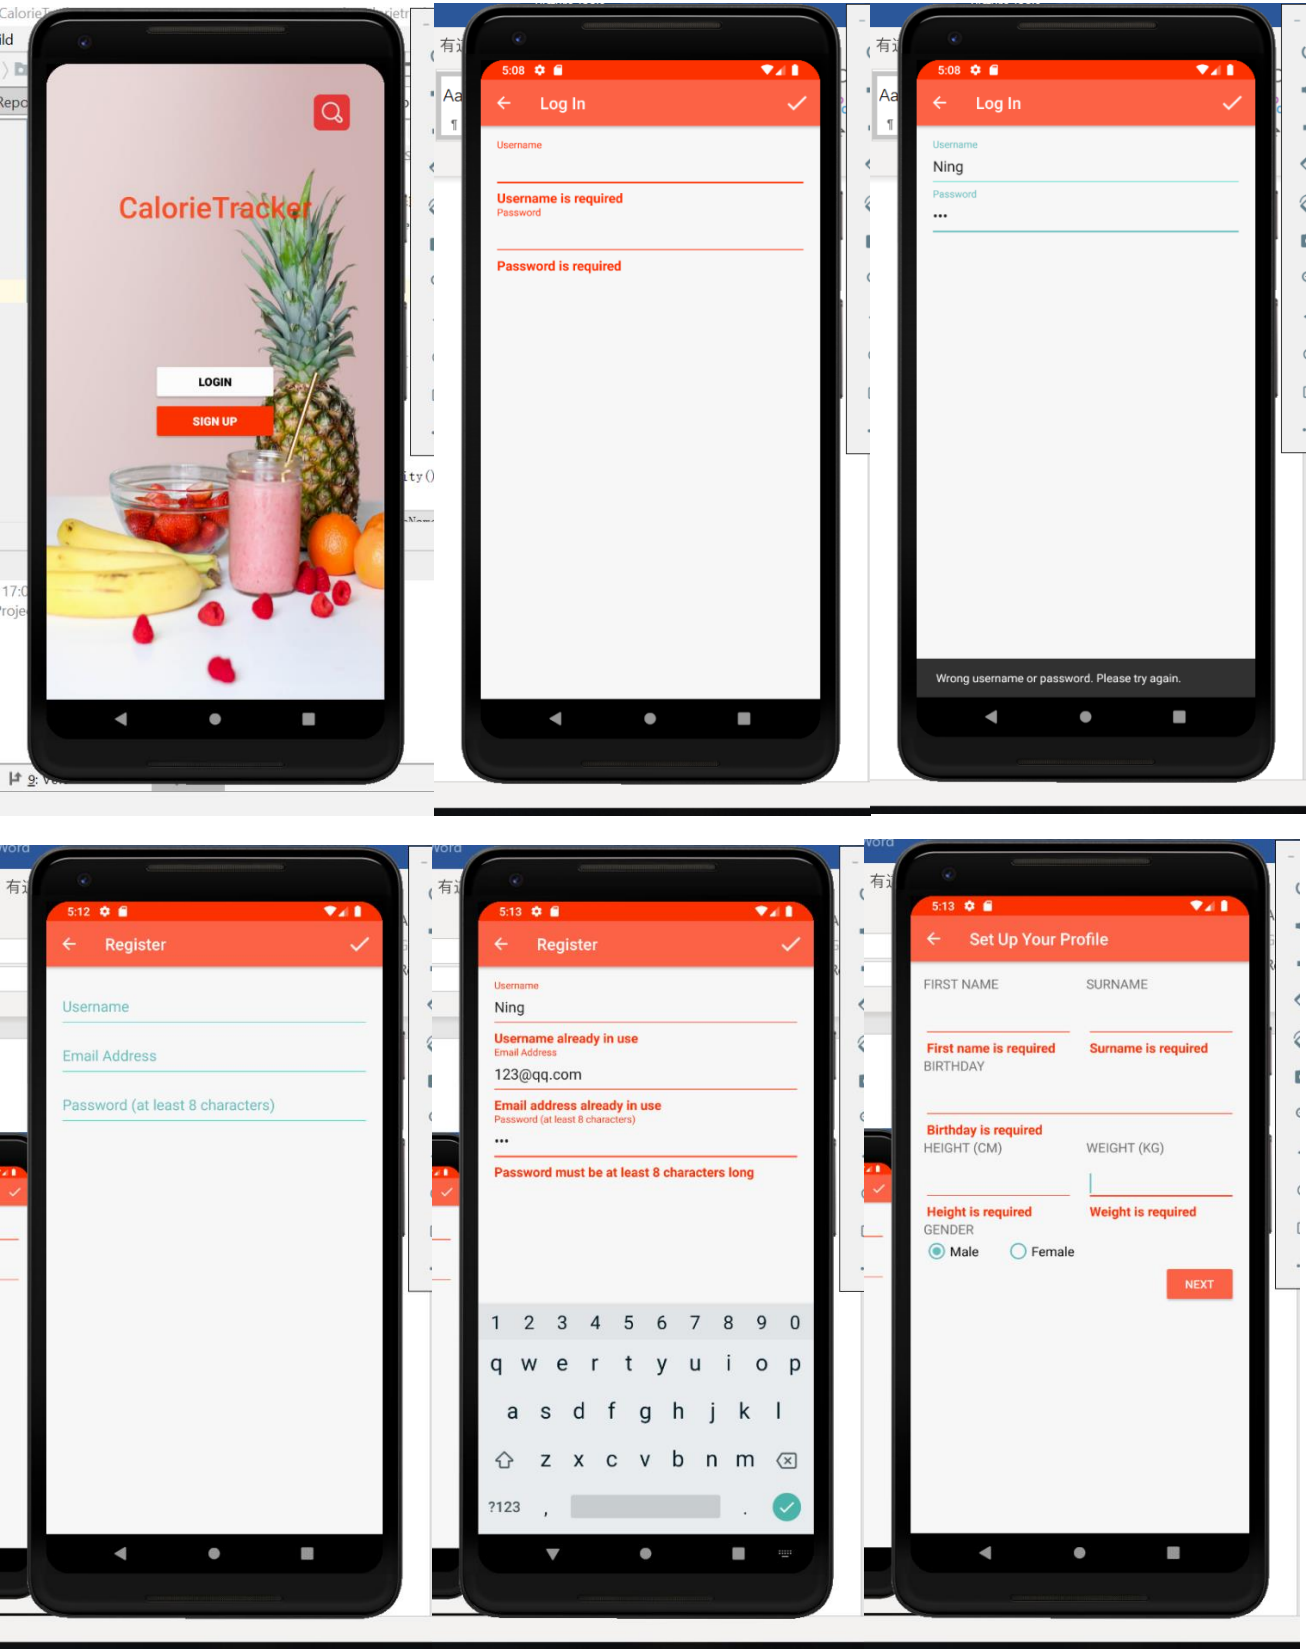 CalorieTracker
LOGIN
SIGN UP
5:08
Log In
Username
Username is required
Password
Password is required
5:08
Log In
Username
Ning
Password
•••
Wrong username or password. Please try again.
5:12
Register
Username
Email Address
Password (at least 8 characters)
5:13
Register
Username
Ning
Username already in use
Email Address
123@qq.com
Email address already in use
Password (at least 8 characters)
•••
Password must be at least 8 characters long
1 2 3 4 5 6 7 8 9 0
q w e r t y u i o p
a s d f g h j k l
z x c v b n m
?123 , .
5:13
Set Up Your Profile
FIRST NAME SURNAME
First name is required Surname is required
BIRTHDAY
Birthday is required
HEIGHT (CM) WEIGHT (KG)
Height is required Weight is required
GENDER
Male Female
NEXT